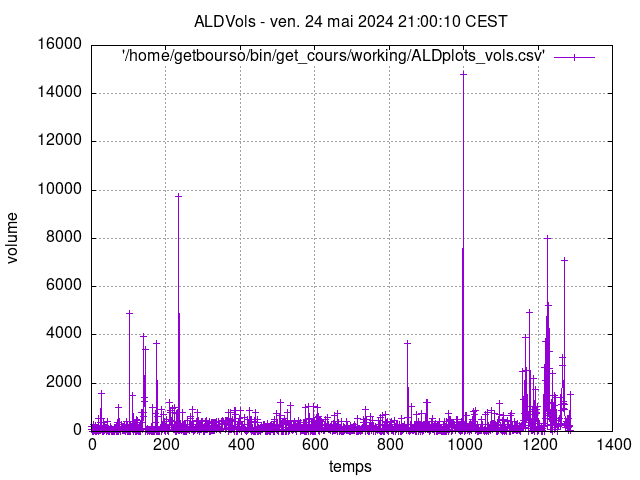 ALDVols - ven. 24 mai 2024 21:00:10 CEST
'/home/getbourso/bin/get_cours/working/ALDplots_vols.csv'
16000
14000
12000
10000
8000
6000
4000
2000
0
volume
0 200 400 600 800 1000 1200 1400
temps